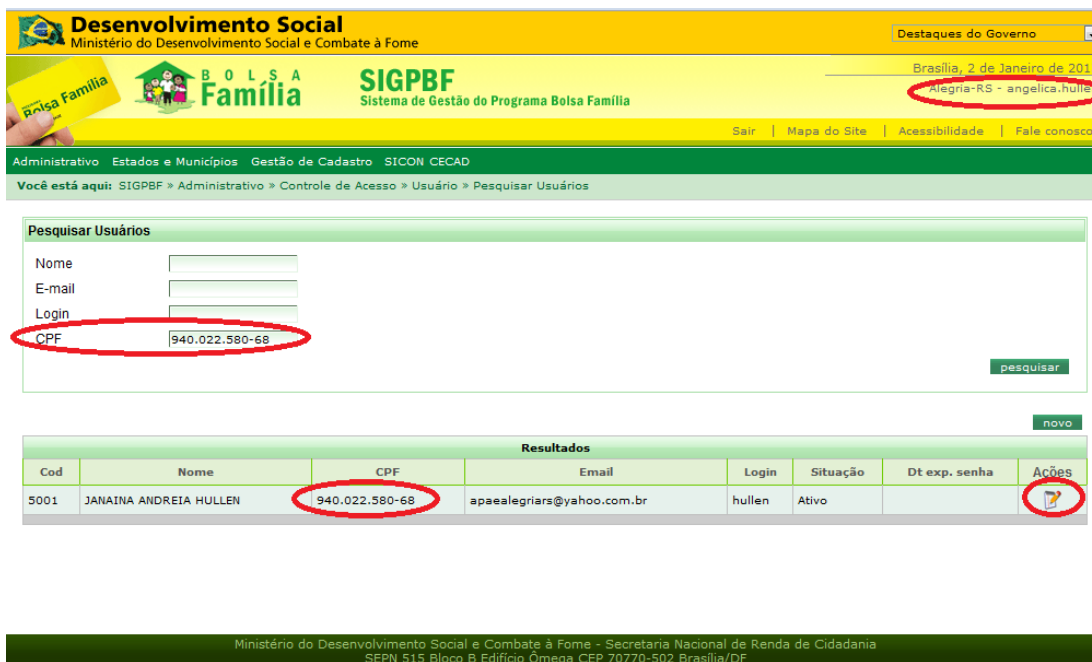 Desenvolvimento Social
Ministério do Desenvolvimento Social e Combate à Fome
Destaques do Governo
Bolsa Família
BOLSA
Família
SIGPBF
Sistema de Gestão do Programa Bolsa Família
Brasília, 2 de Janeiro de 201
Alegria-RS - angelica.hulle
Sair | Mapa do Site | Acessibilidade | Fale conosco
Administrativo Estados e Municípios Gestão de Cadastro SICON CECAD
Você está aqui: SIGPBF » Administrativo » Controle de Acesso » Usuário » Pesquisar Usuários
Pesquisar Usuários
Nome
E-mail
Login
CPF 940.022.580-68
pesquisar
novo
Resultados
Cod Nome CPF Email Login Situação Dt exp. senha Ações
5001 JANAINA ANDREIA HULLEN 940.022.580-68 apaealegriars@yahoo.com.br hullen Ativo
Ministério do Desenvolvimento Social e Combate à Fome - Secretaria Nacional de Renda de Cidadania
SEPN 515 Bloco B Edifício Ômega CEP 70770-502 Brasília/DF